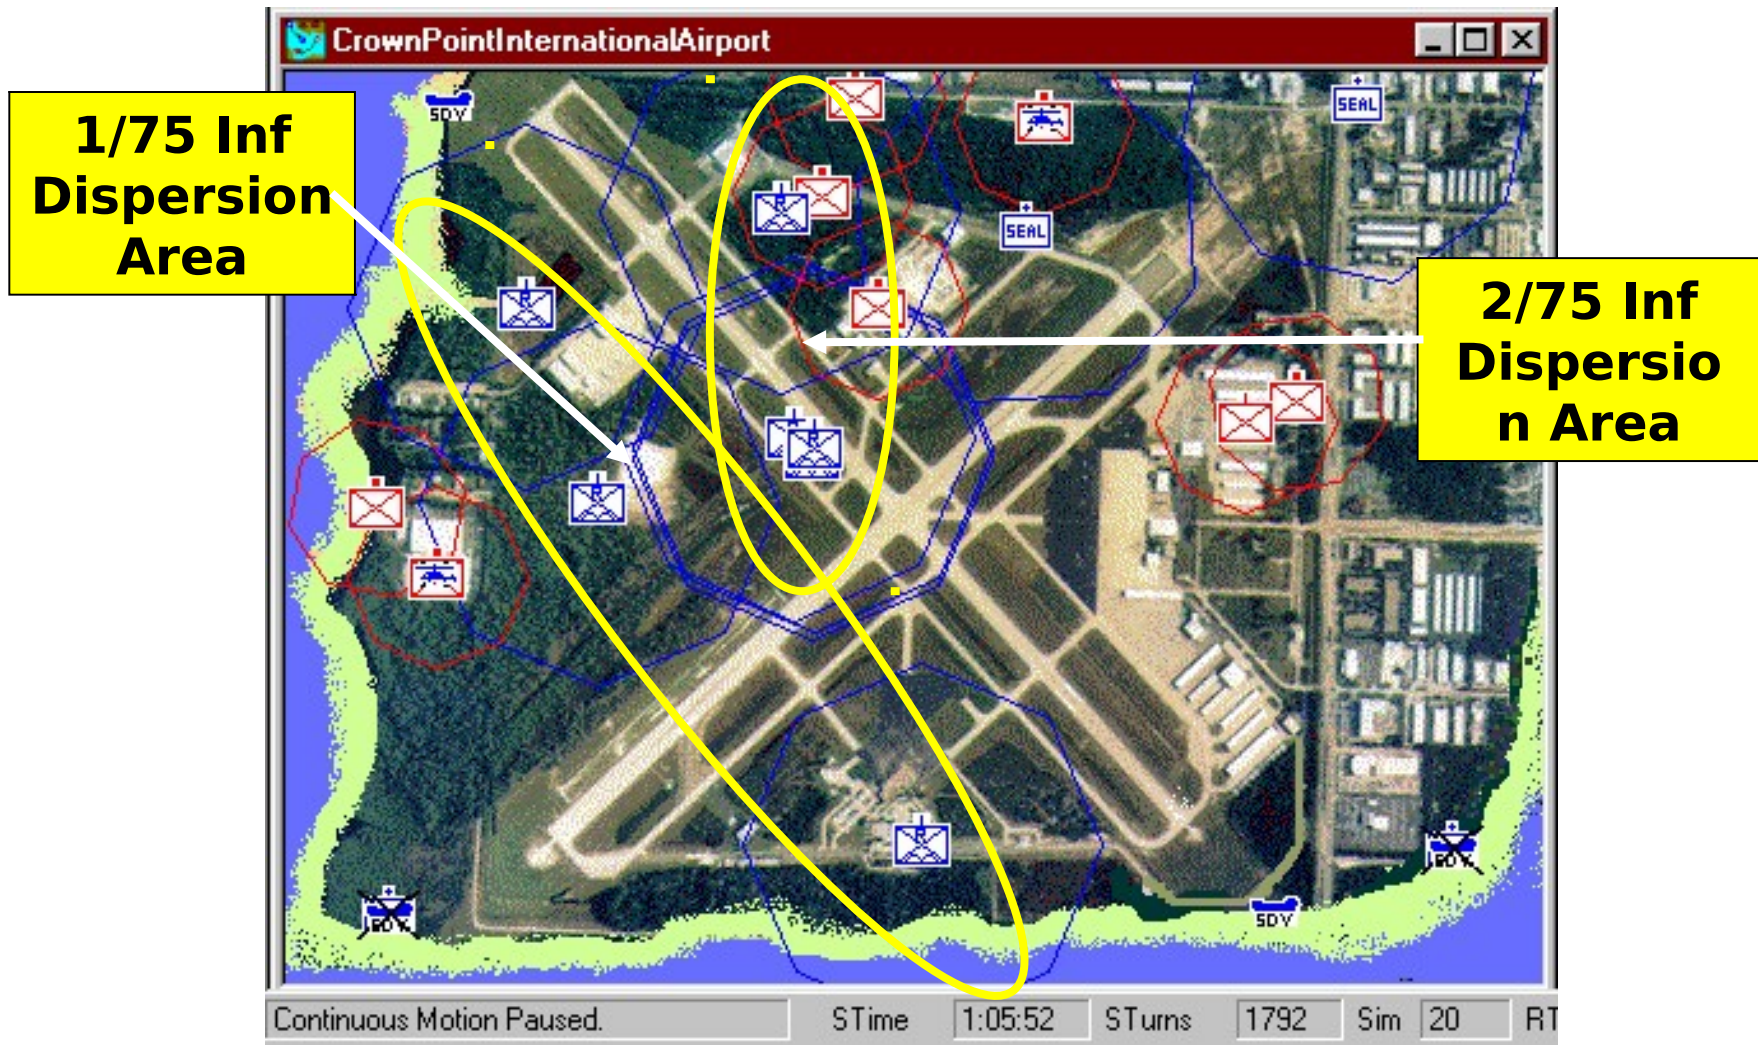 CrownPointInternationalAirport
1/75 Inf
Dispersion
Area
SDV
SEAL
R
SEAL
2/75 Inf
Dispersio
n Area
R
R
R
R
SDV
SDV
SDV
Continuous Motion Paused.
STime
1:05:52
STurns
1792
Sim
20
RT